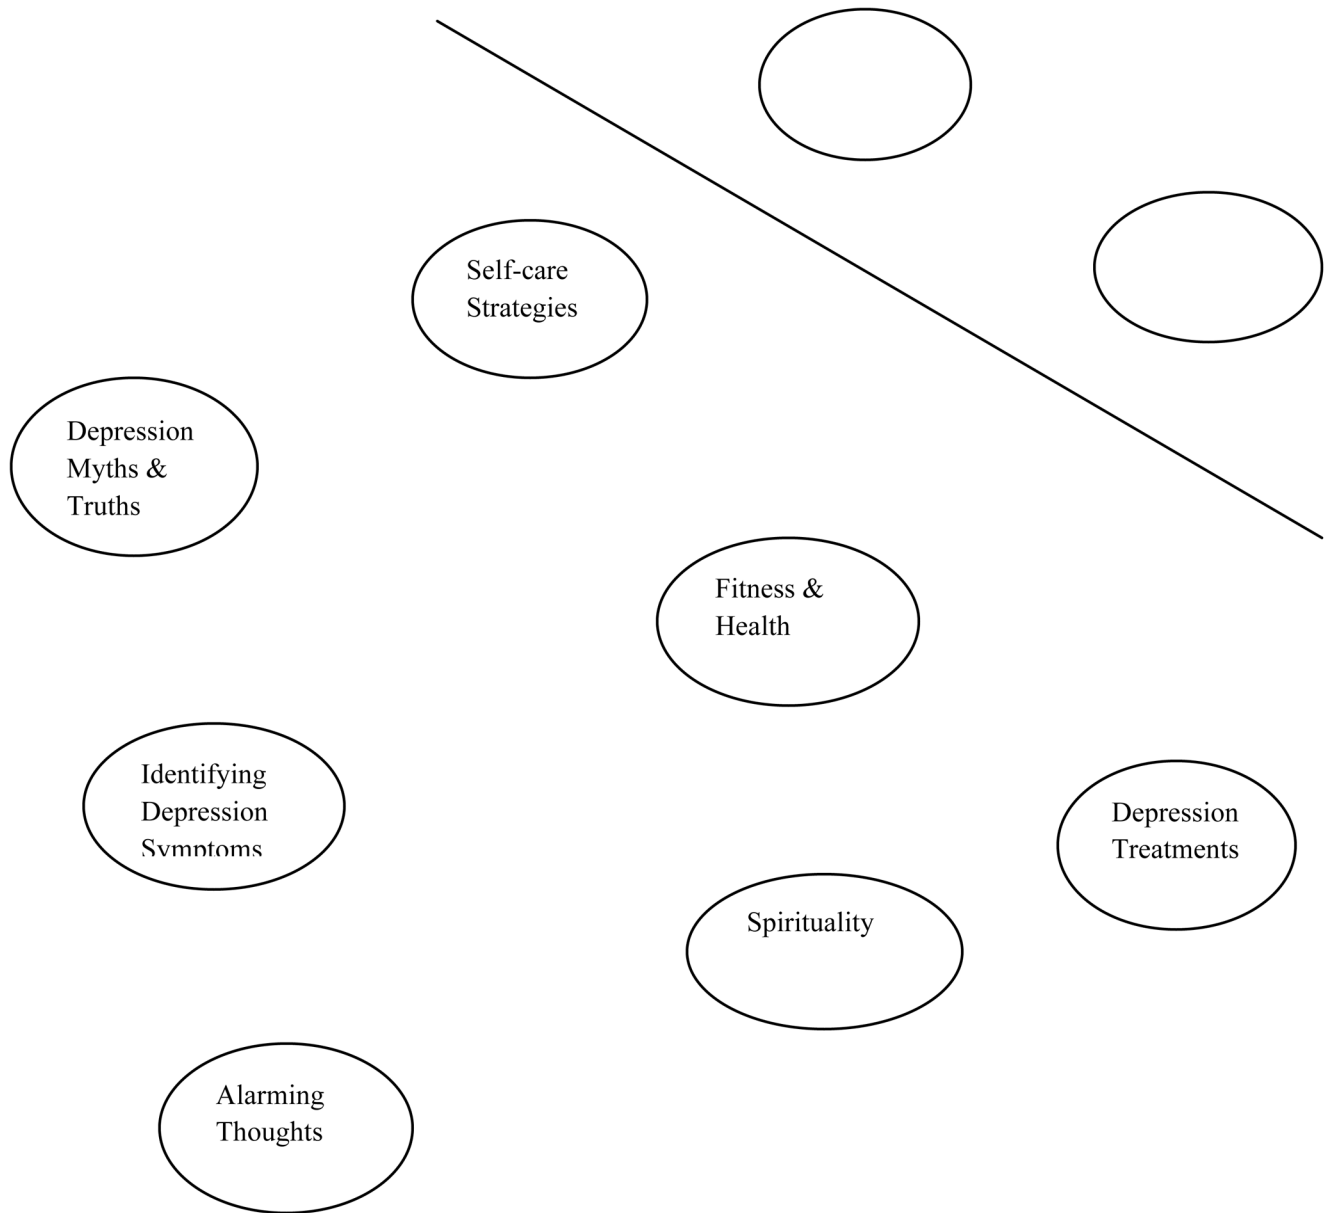 Self-care
Strategies
Depression
Myths &
Truths
Fitness &
Health
Identifying
Depression
Symptoms
Depression
Treatments
Spirituality
Alarming
Thoughts